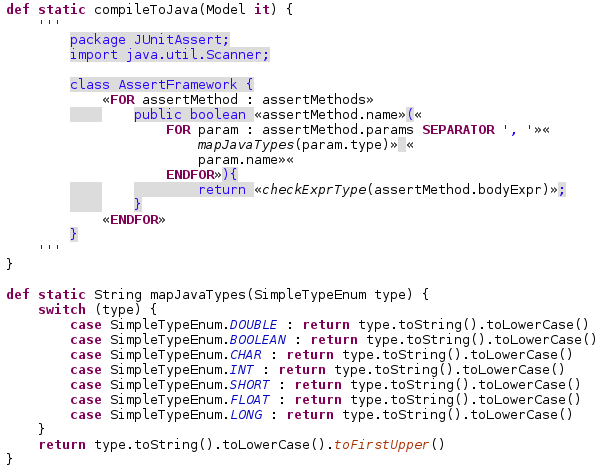 def static compileToJava(Model it) {
    '''
        package JUnitAssert;
        import java.util.Scanner;

        class AssertFramework {
            «FOR assertMethod : assertMethods»
                public boolean «assertMethod.name»(«
                    FOR param : assertMethod.params SEPARATOR ', '»«
                        mapJavaTypes(param.type)» «
                        param.name»«
                    ENDFOR»){
                        return «checkExprType(assertMethod.bodyExpr)»;
                }
            «ENDFOR»
        }
    '''
}

def static String mapJavaTypes(SimpleTypeEnum type) {
    switch (type) {
        case SimpleTypeEnum.DOUBLE : return type.toString().toLowerCase()
        case SimpleTypeEnum.BOOLEAN : return type.toString().toLowerCase()
        case SimpleTypeEnum.CHAR : return type.toString().toLowerCase()
        case SimpleTypeEnum.INT : return type.toString().toLowerCase()
        case SimpleTypeEnum.SHORT : return type.toString().toLowerCase()
        case SimpleTypeEnum.FLOAT : return type.toString().toLowerCase()
        case SimpleTypeEnum.LONG : return type.toString().toLowerCase()
    }
    return type.toString().toLowerCase().toFirstUpper()
}